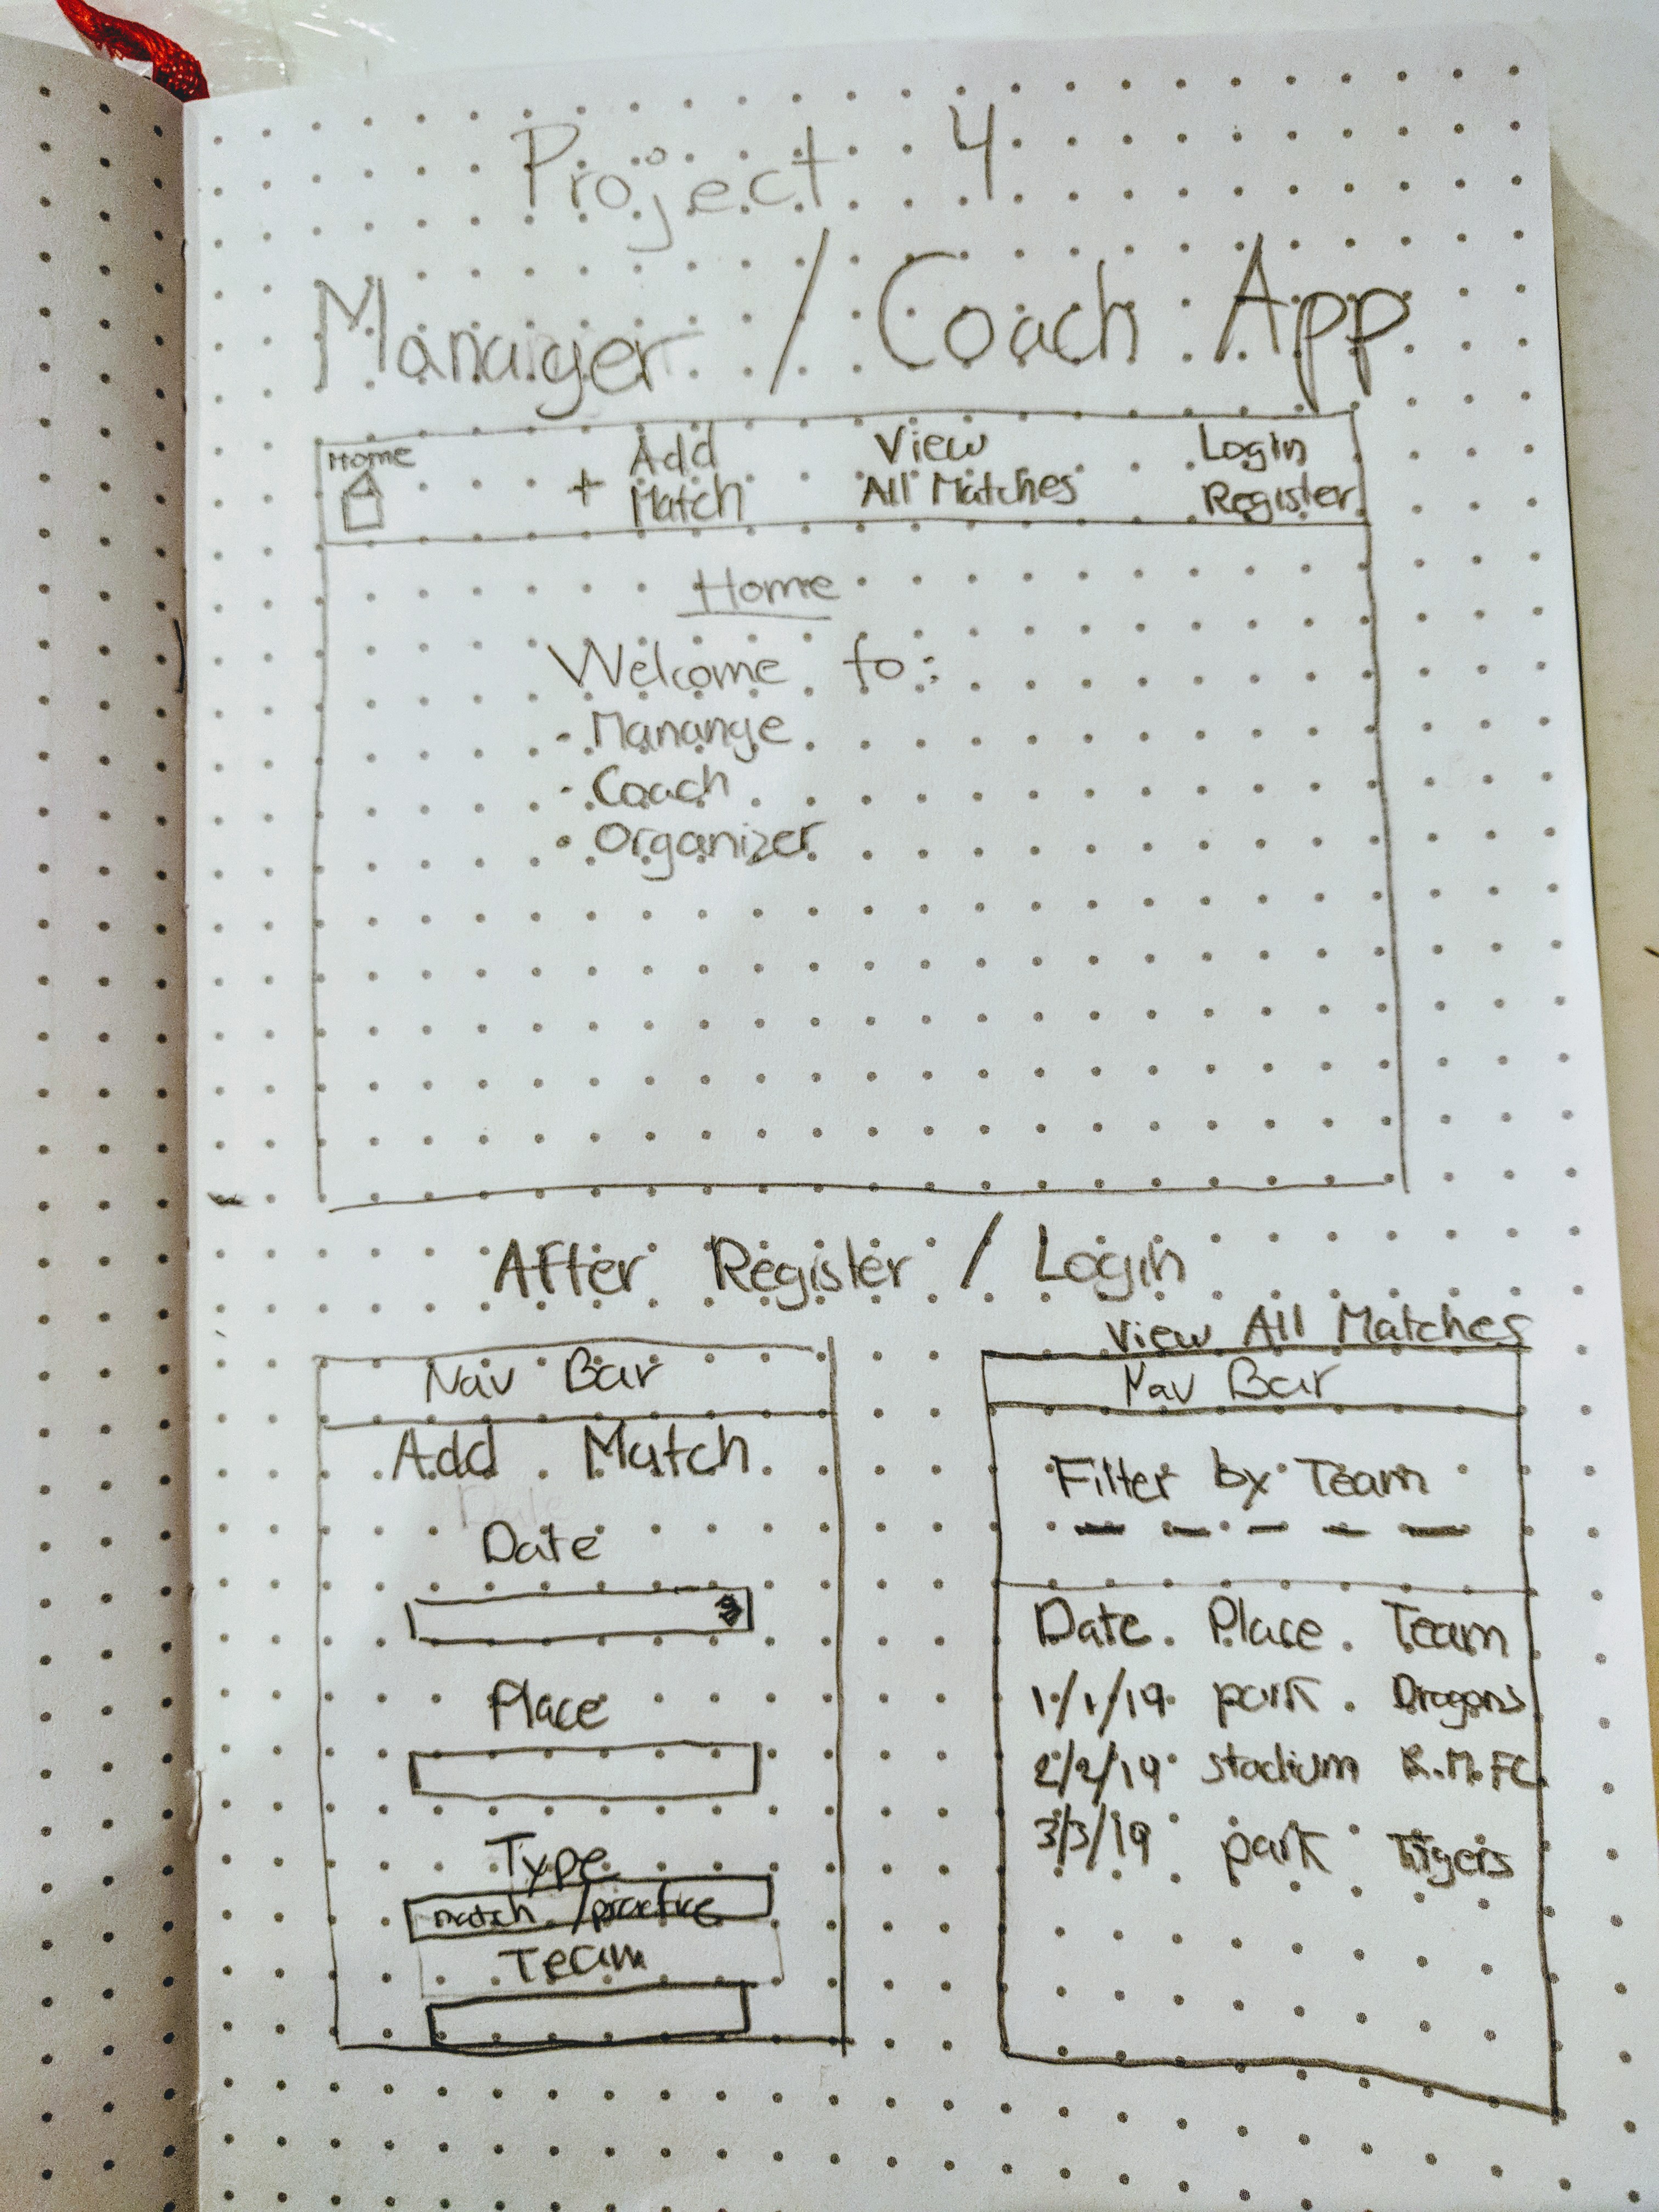 Project 4
Manager / Coach App
Home
+ Add Match
View All Matches
Login
Register
Home
Welcome to:
- Manange
- Coach
• Organizer
After Register / Login
Nav Bar
Add Match
Date
Date
Place
Type
match / practice
Team
View All Matches
Nav Bar
Filter by Team
Date Place Team
1/1/19 park Dragons
2/2/19 stadium R.M.FC
3/3/19 park Tigers